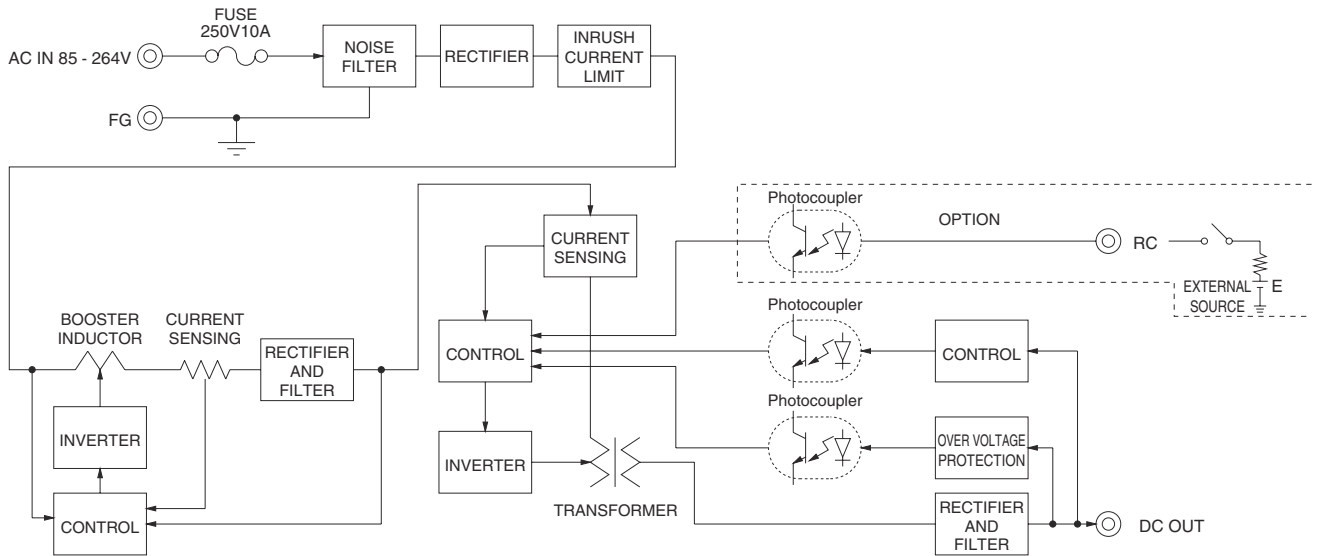 FUSE
250V10A
AC IN 85 - 264V
NOISE
FILTER
RECTIFIER
INRUSH
CURRENT
LIMIT
FG
Photocoupler
OPTION
RC
EXTERNAL
SOURCE
E
CURRENT
SENSING
BOOSTER
INDUCTOR
CURRENT
SENSING
RECTIFIER
AND
FILTER
INVERTER
CONTROL
CONTROL
INVERTER
TRANSFORMER
Photocoupler
CONTROL
Photocoupler
OVER VOLTAGE
PROTECTION
RECTIFIER
AND
FILTER
DC OUT